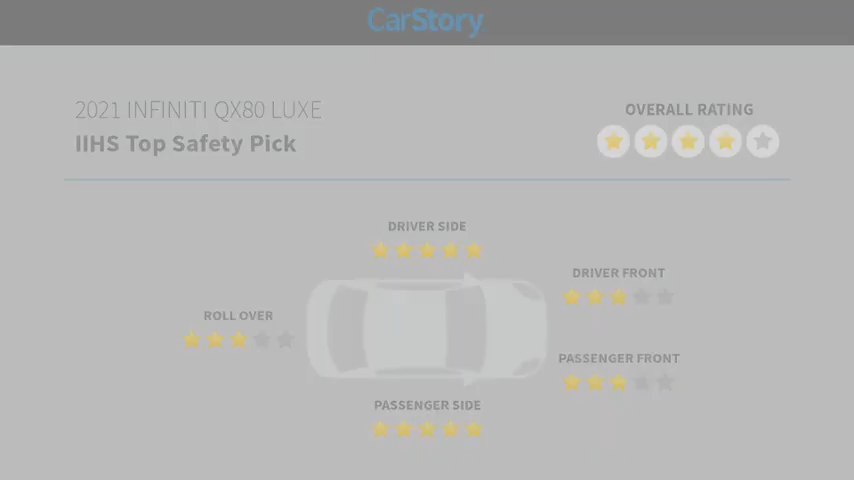 CarStory
2021 INFINITI QX80 LUXE
IIHS Top Safety Pick
OVERALL RATING
DRIVER SIDE
DRIVER FRONT
ROLL OVER
PASSENGER FRONT
PASSENGER SIDE